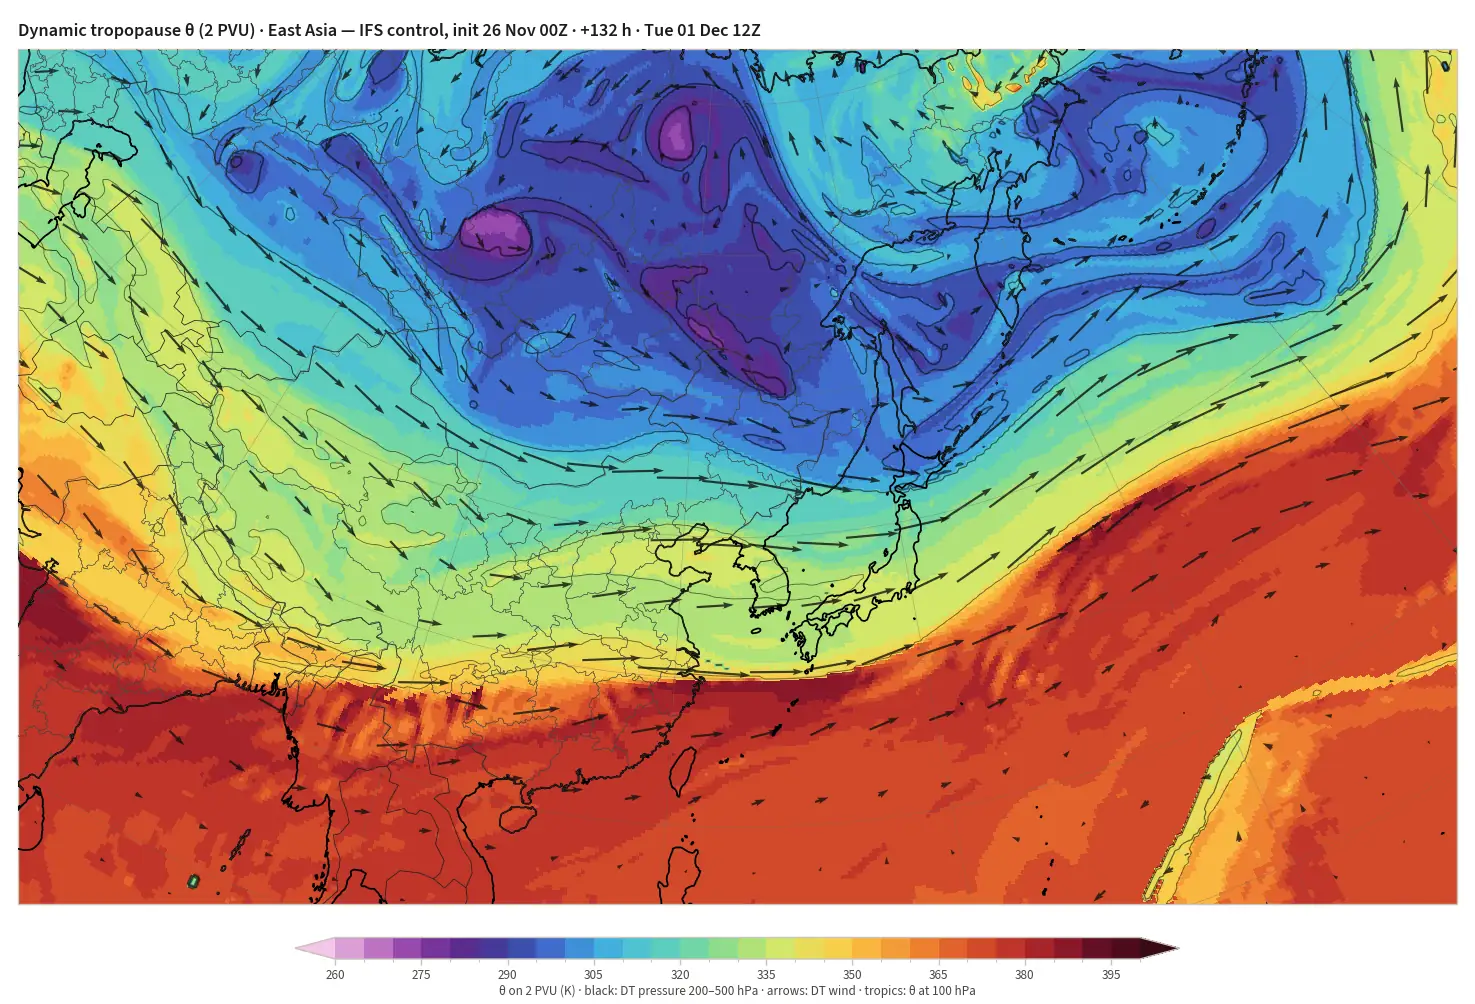 Dynamic tropopause θ (2 PVU) · East Asia — IFS control, init 26 Nov 00Z · +132 h · Tue 01 Dec 12Z
260 275 290 305 320 335 350 365 380 395
θ on 2 PVU (K) · black: DT pressure 200–500 hPa · arrows: DT wind · tropics: θ at 100 hPa